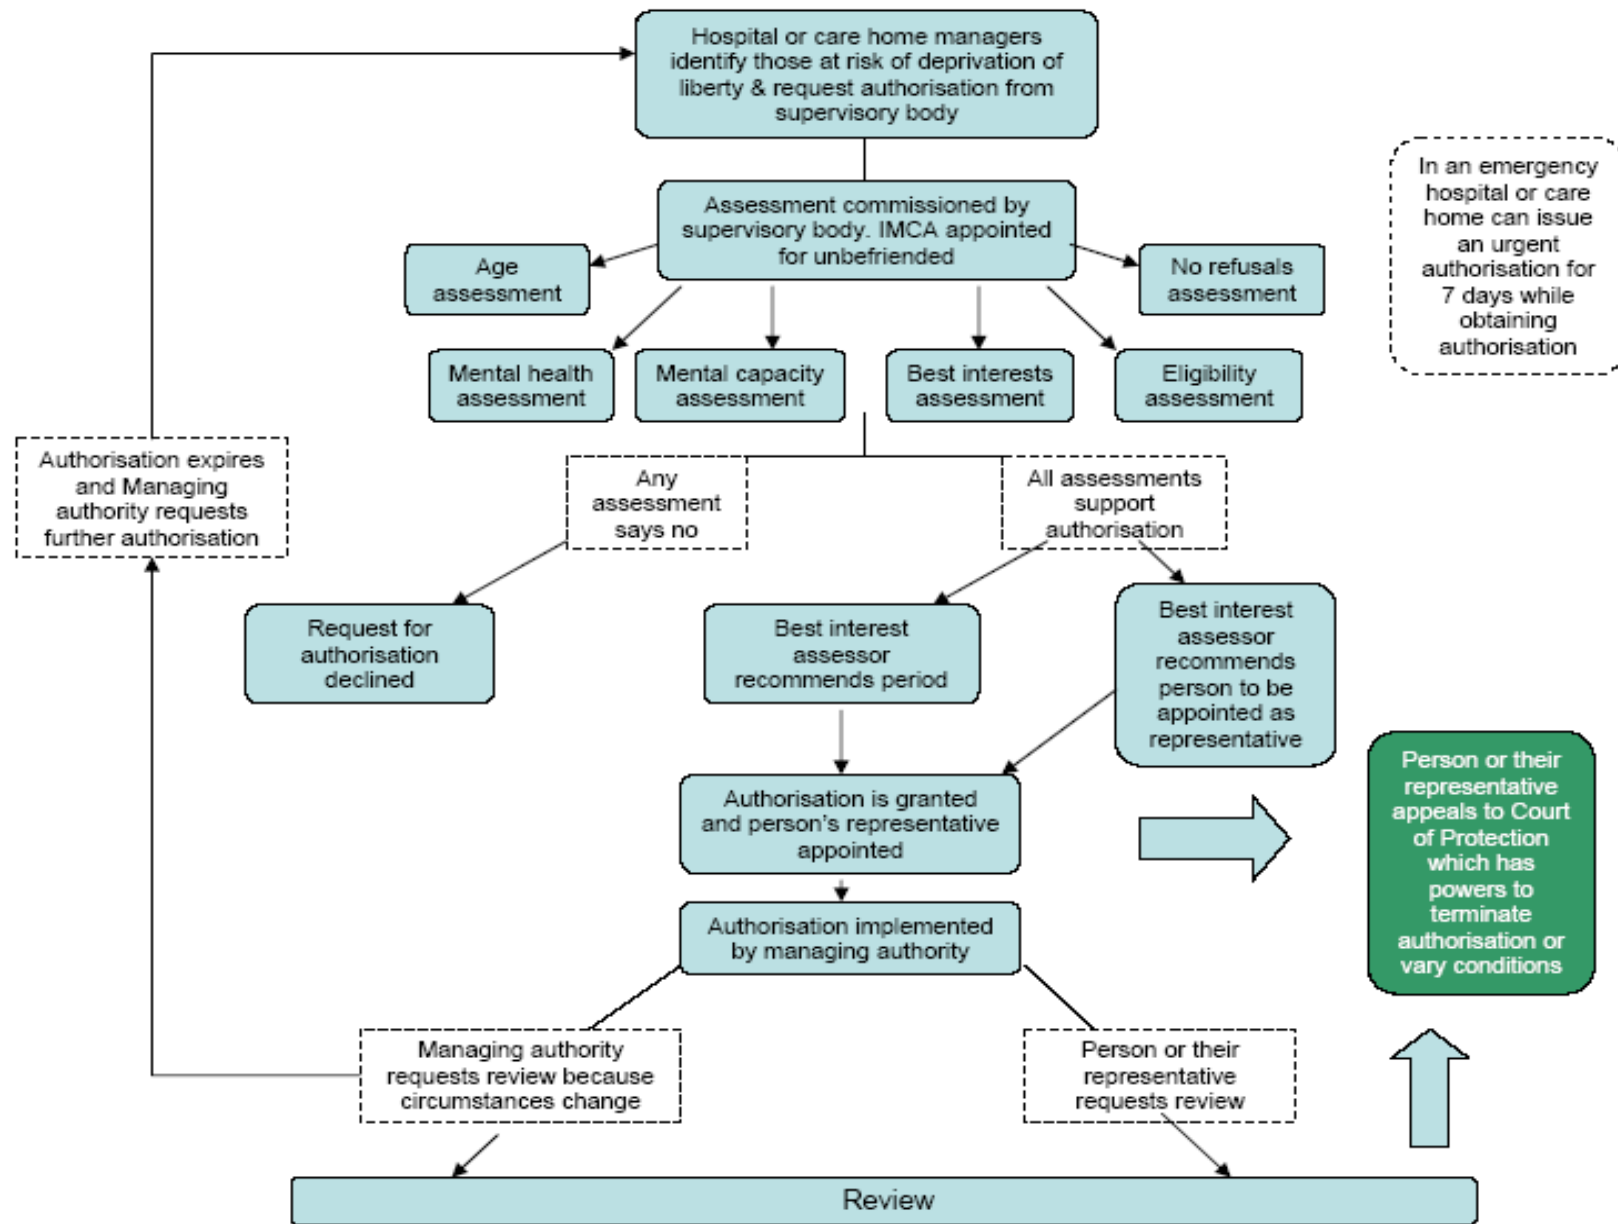 Hospital or care home managers
identify those at risk of deprivation of
liberty & request authorisation from
supervisory body
In an emergency
hospital or care
home can issue
an urgent
authorisation for
7 days while
obtaining
authorisation
Assessment commissioned by
supervisory body. IMCA appointed
for unbefriended
Age
assessment
No refusals
assessment
Mental health
assessment
Mental capacity
assessment
Best interests
assessment
Eligibility
assessment
Authorisation expires
and Managing
authority requests
further authorisation
Any
assessment
says no
All assessments
support
authorisation
Request for
authorisation
declined
Best interest
assessor
recommends period
Best interest
assessor
recommends
person to be
appointed as
representative
Authorisation is granted
and person's representative
appointed
Person or their
representative
appeals to Court
of Protection
which has
powers to
terminate
authorisation or
vary conditions
Authorisation implemented
by managing authority
Managing authority
requests review because
circumstances change
Person or their
representative
requests review
Review